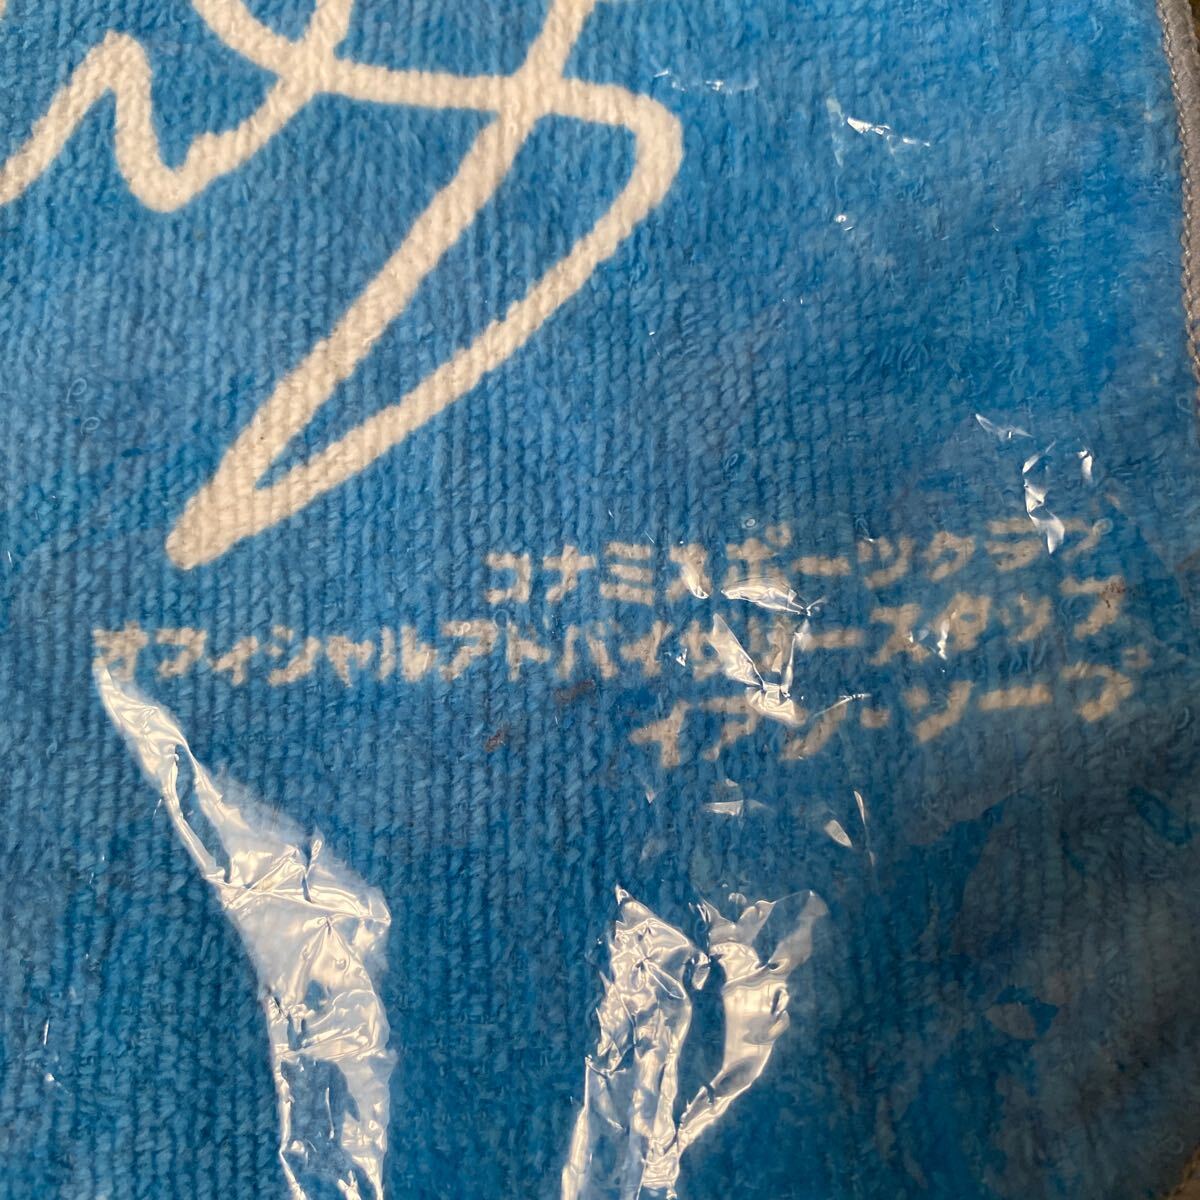 コナミスポーツクラブ
オフィシャルアドバイザリースタッフ
イアン・ソープ